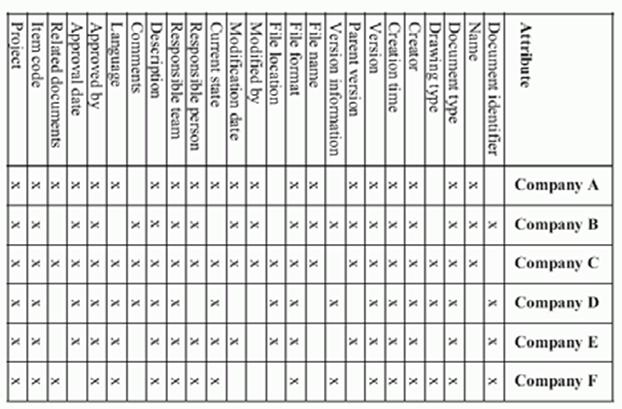 Attribute Company A Company B Company C Company D Company E Company F
Document identifier x x x x
Name x x x
Document type x x x x x x
Drawing type x x x
Creator x x x x x x
Creation time x x x x x x
Version x x x x x x
Parent version x x x x
Version information x x x
File name x x x
File format x x x x x x
File location x x x
Modified by x x x
Modification date x x x x
Current state x x x x x
Responsible person x x x x x
Responsible team x x x x x x
Description x x x x x x
Comments x x x
Language x x x x x
Approved by x x x x x x
Approval date x x x x x
Related documents x x x
Item code x x x x x x
Project x x x x x x